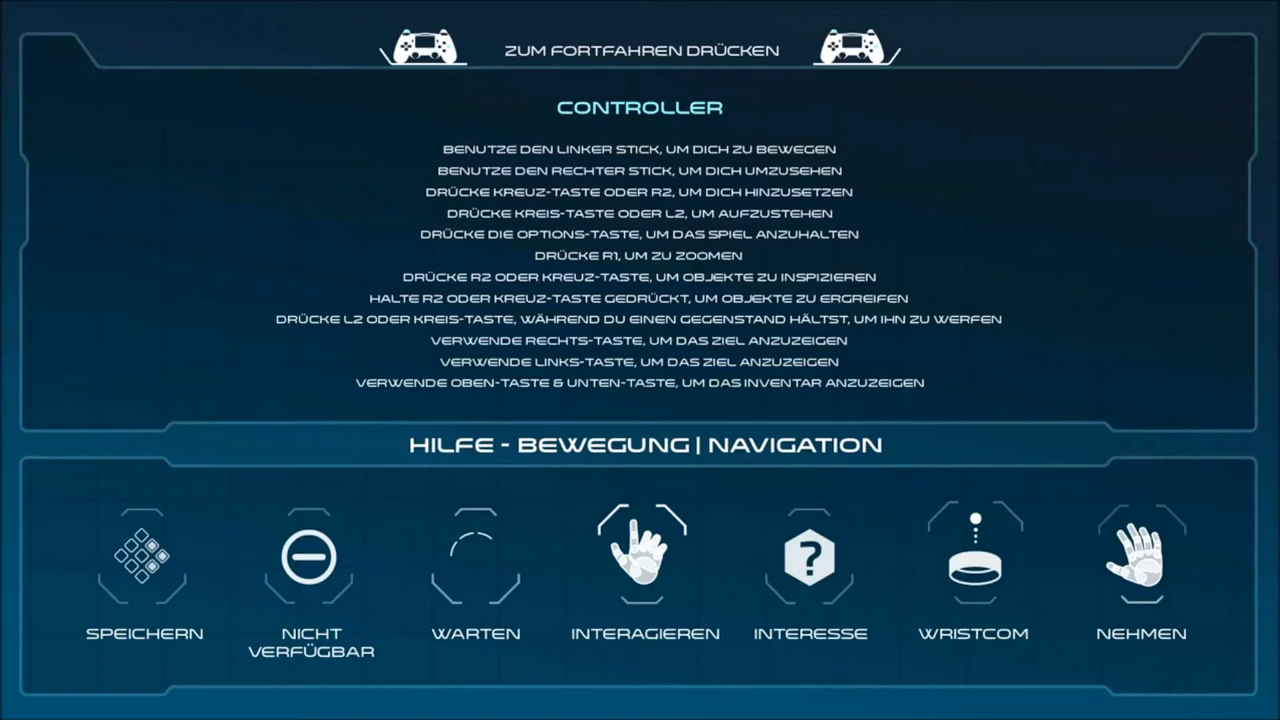 ZUM FORTFAHREN DRÜCKEN
CONTROLLER
BENUTZE DEN LINKER STICK, UM DICH ZU BEWEGEN
BENUTZE DEN RECHTER STICK, UM DICH UMZUSEHEN
DRÜCKE KREUZ-TASTE ODER R2, UM DICH HINZUSETZEN
DRÜCKE KREIS-TASTE ODER L2, UM AUFZUSTEHEN
DRÜCKE DIE OPTIONS-TASTE, UM DAS SPIEL ANZUHALTEN
DRÜCKE R1, UM ZU ZOOMEN
DRÜCKE R2 ODER KREUZ-TASTE, UM OBJEKTE ZU INSPIZIEREN
HALTE R2 ODER KREUZ-TASTE GEDRÜCKT, UM OBJEKTE ZU ERGREIFEN
DRÜCKE L2 ODER KREIS-TASTE, WÄHREND DU EINEN GEGENSTAND HÄLTST, UM IHN ZU WERFEN
VERWENDE RECHTS-TASTE, UM DAS ZIEL ANZUZEIGEN
VERWENDE LINKS-TASTE, UM DAS ZIEL ANZUZEIGEN
VERWENDE OBEN-TASTE & UNTEN-TASTE, UM DAS INVENTAR ANZUZEIGEN
HILFE - BEWEGUNG | NAVIGATION
?
SPEICHERN
NICHT
VERFÜGBAR
WARTEN
INTERAGIEREN
INTERESSE
WRISTCOM
NEHMEN